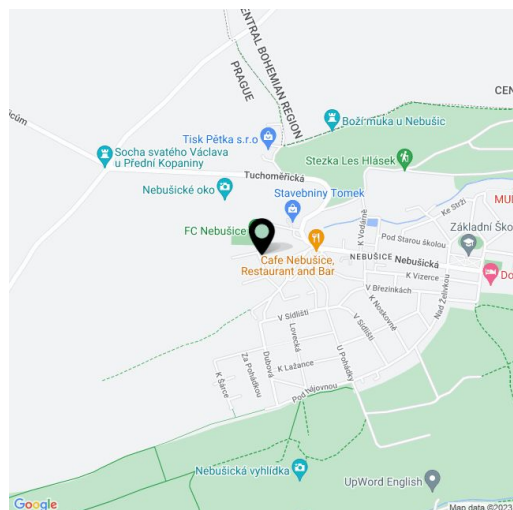 CENTRAL BOHEMIAN REGION
PRAGUE
CEN
Boží muka u Nebušic
Tisk Pětka s.r.o
Socha svatého Václava
u Přední Kopaniny
Stezka Les Hlásek
Tuchoměřická
Nebušické oko
Stavebniny Tomek
MU
Ke Strži
FC Nebušice
K Vodárně
Pod Starou školou
Základní Ško
Cafe Nebušice,
Restaurant and Bar
NEBUŠICE
Nebušická
K Vizerce
Do
V Březinkách
Nad Želivkou
K Noskovně
V Sídlišti
V Sídlišti
Lovecká
Dubová
Za Pohádkou
U Pohádky
K Lažance
K Šárce
Pod Nájovnou
Nebušická vyhlídka
UpWord English
Google
Map data ©2023